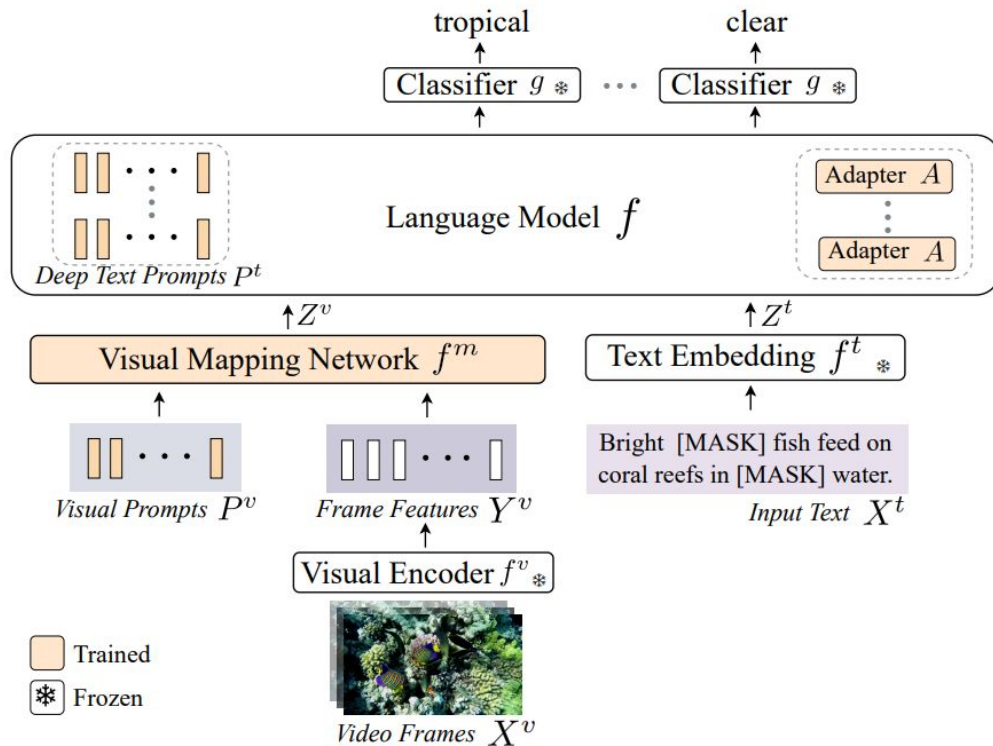 tropical clear
Classifier g ... Classifier g
Adapter A
Adapter A
Language Model f
Deep Text Prompts P^t
Z^v Z^t
Visual Mapping Network f^m
Text Embedding f^t
Bright [MASK] fish feed on
coral reefs in [MASK] water.
Visual Prompts P^v
Frame Features Y^v
Input Text X^t
Visual Encoder f^v
Trained
Frozen
Video Frames X^v